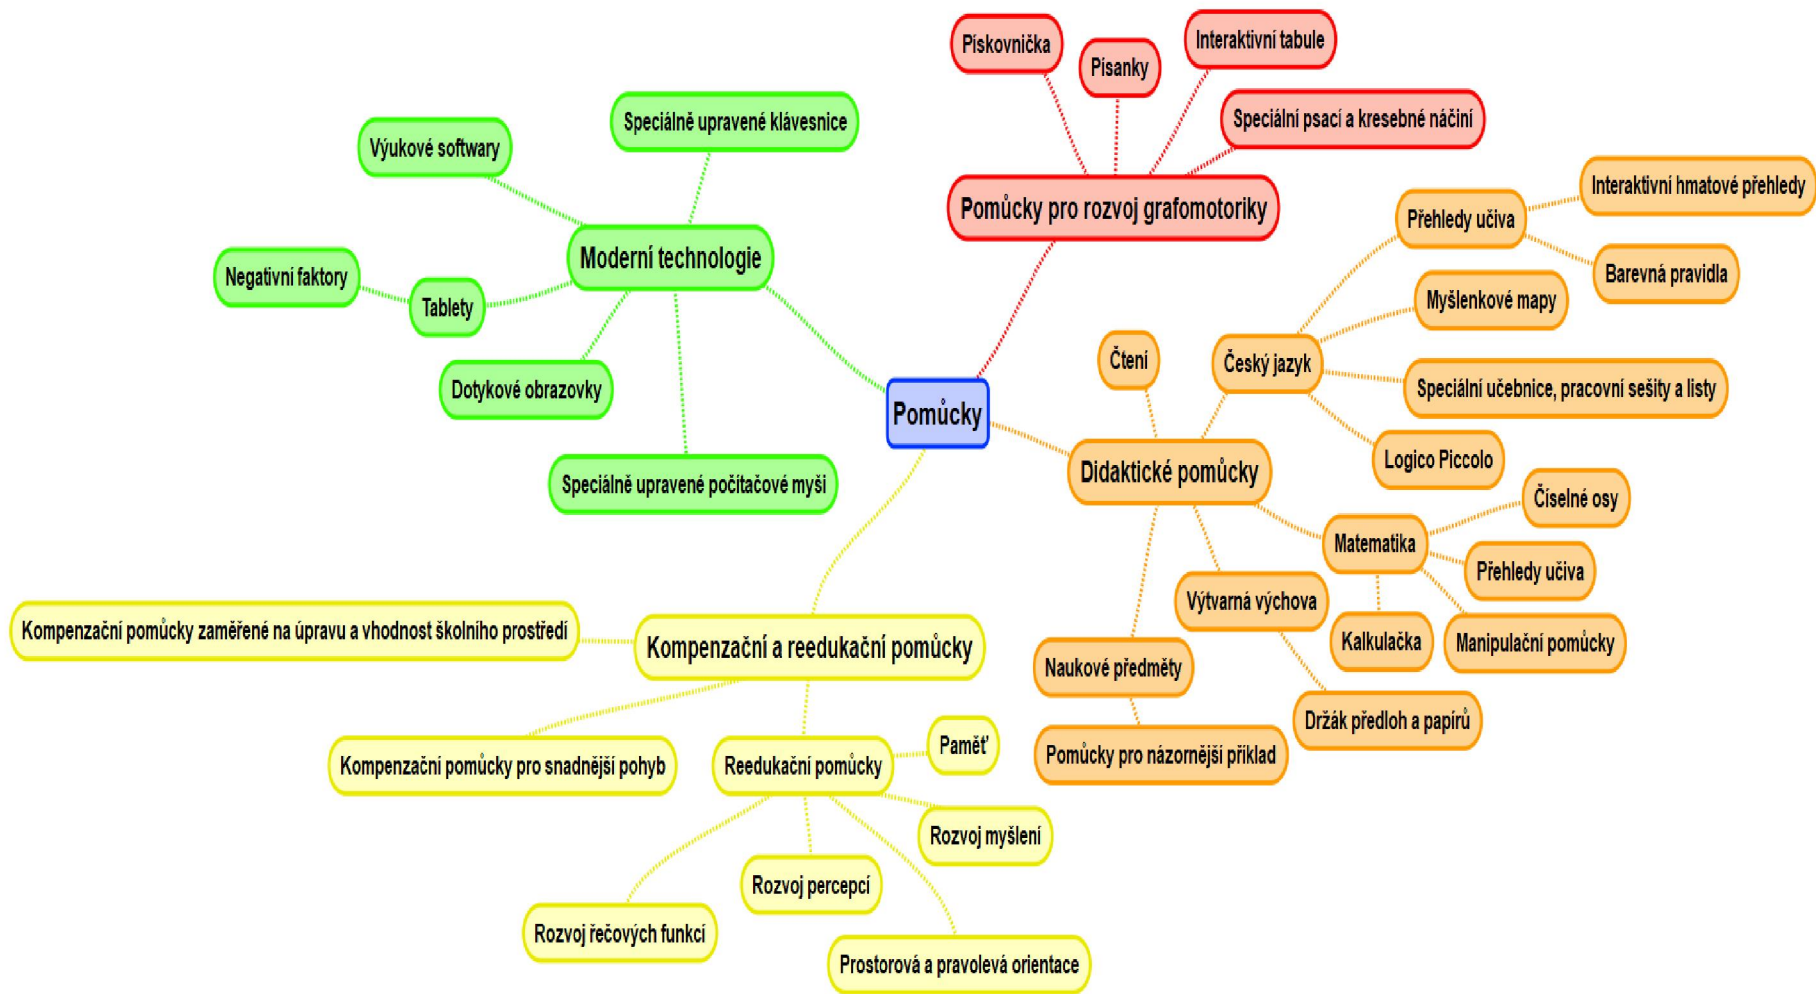 Pomůcky
Pomůcky pro rozvoj grafomotoriky
Pískovnička
Písanky
Interaktivní tabule
Speciální psací a kresebné náčiní
Moderní technologie
Speciálně upravené klávesnice
Výukové softwary
Tablety
Negativní faktory
Dotykové obrazovky
Speciálně upravené počítačové myši
Didaktické pomůcky
Čtení
Český jazyk
Přehledy učiva
Interaktivní hmatové přehledy
Barevná pravidla
Myšlenkové mapy
Speciální učebnice, pracovní sešity a listy
Logico Piccolo
Matematika
Číselné osy
Přehledy učiva
Manipulační pomůcky
Kalkulačka
Výtvarná výchova
Držák předloh a papírů
Naukové předměty
Pomůcky pro názornější příklad
Kompenzační a reedukační pomůcky
Kompenzační pomůcky zaměřené na úpravu a vhodnost školního prostředí
Kompenzační pomůcky pro snadnější pohyb
Reedukační pomůcky
Paměť
Rozvoj myšlení
Rozvoj percepcí
Rozvoj řečových funkcí
Prostorová a pravolevá orientace